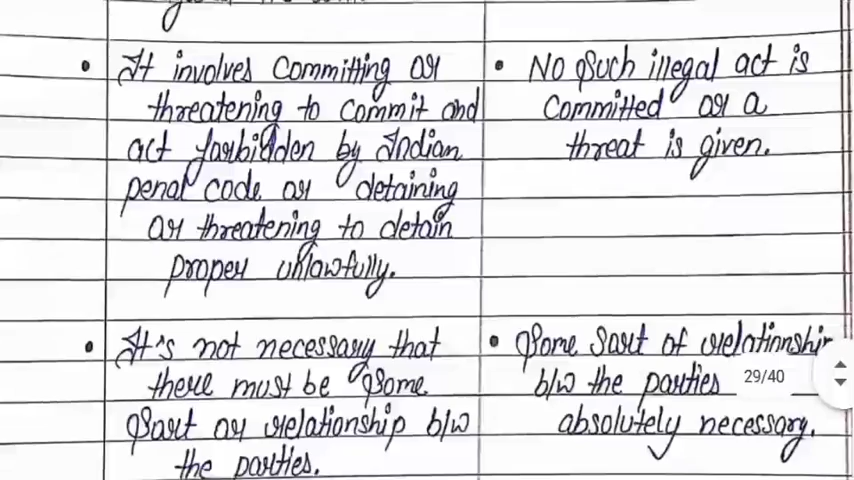 • It involves Committing or
threatening to Commit and
act forbidden by Indian
penal code or detaining
or threatening to detain
proper unlawfully.
• It's not necessary that
there must be Some
Sort or relationship b/w
the parties.
• No Such illegal act is
Committed or a
threat is given.
• Some Sort of relationship
b/w the parties
absolutely necessary.
29/40